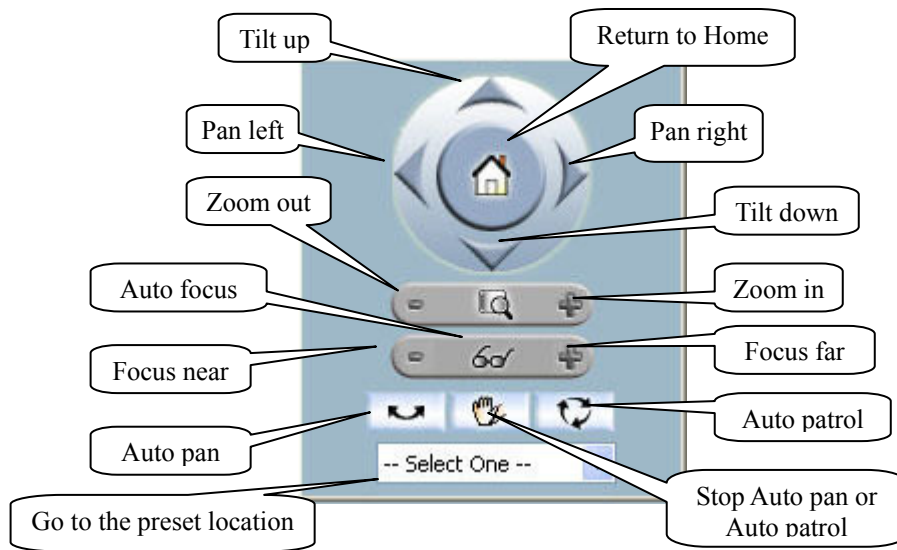 Tilt up
Return to Home
Pan left
Pan right
Zoom out
Tilt down
Auto focus
Zoom in
Focus near
Focus far
Auto pan
Auto patrol
-- Select One --
Go to the preset location
Stop Auto pan or
Auto patrol